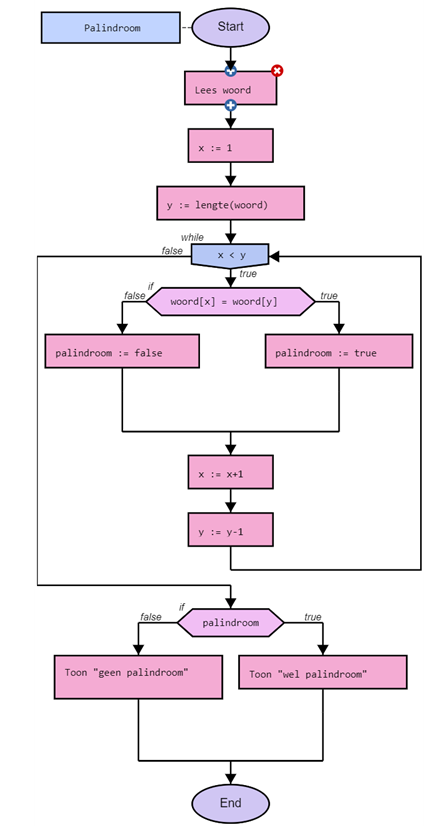 Palindroom
Start
Lees woord
x := 1
y := lengte(woord)
while
false
x < y
true
if
false
woord[x] = woord[y]
true
palindroom := false
palindroom := true
x := x+1
y := y-1
if
false
palindroom
true
Toon "geen palindroom"
Toon "wel palindroom"
End